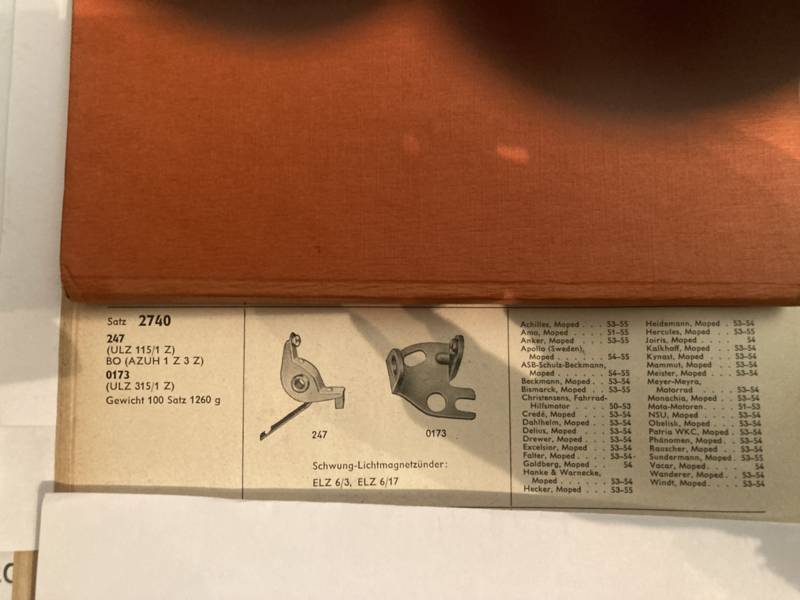 Satz 2740
247
(ULZ 115/1 Z)
BO (AZUH 1 Z 3 Z)
0173
(ULZ 315/1 Z)
Gewicht 100 Satz 1260 g
247
0173
Schwung-Lichtmagnetzünder:
ELZ 6/3, ELZ 6/17
Achilles, Moped . . . 53–55
Amo, Moped . . . . 51–55
Anker, Moped . . . . 53–55
Apollo (Sweden),
Moped . . . . . . 54–55
ASB-Schulz-Beckmann,
Moped . . . . . . 54–55
Beckmann, Moped . . 53–54
Bismarck, Moped . . 53–55
Christensens, Fahrrad-
Hilfsmotor . . . . 50–53
Credé, Moped . . . . 53–54
Dahlhelm, Moped . . 53–54
Delius, Moped . . . . 53–54
Drewer, Moped . . . 53–54
Excelsior, Moped . . 53–54
Falter, Moped . . . . 53–54
Goldberg, Moped . . 54
Hanke & Warnecke,
Moped . . . . . . 53–54
Hecker, Moped . . . 53–55
Heidemann, Moped . 53–54
Hercules, Moped . . . 53–55
Joiris, Moped . . . . 54
Kalkhoff, Moped . . . 53–54
Kynast, Moped . . . . 53–54
Mammut, Moped . . . 53–54
Meister, Moped . . . . 53–54
Meyer-Meyra,
Motorrad . . . . . 53–54
Monachia, Moped . . 53–54
Mota-Motoren . . . . 51–53
NSU, Moped . . . . . 53–54
Obelisk, Moped . . . 53–54
Patria WKC, Moped . . 53–54
Phänomen, Moped . . 53–54
Rauscher, Moped . . . 53–54
Sondermann, Moped . 53–55
Vacar, Moped . . . . 54
Wanderer, Moped . . 53–54
Windt, Moped . . . . 53–54